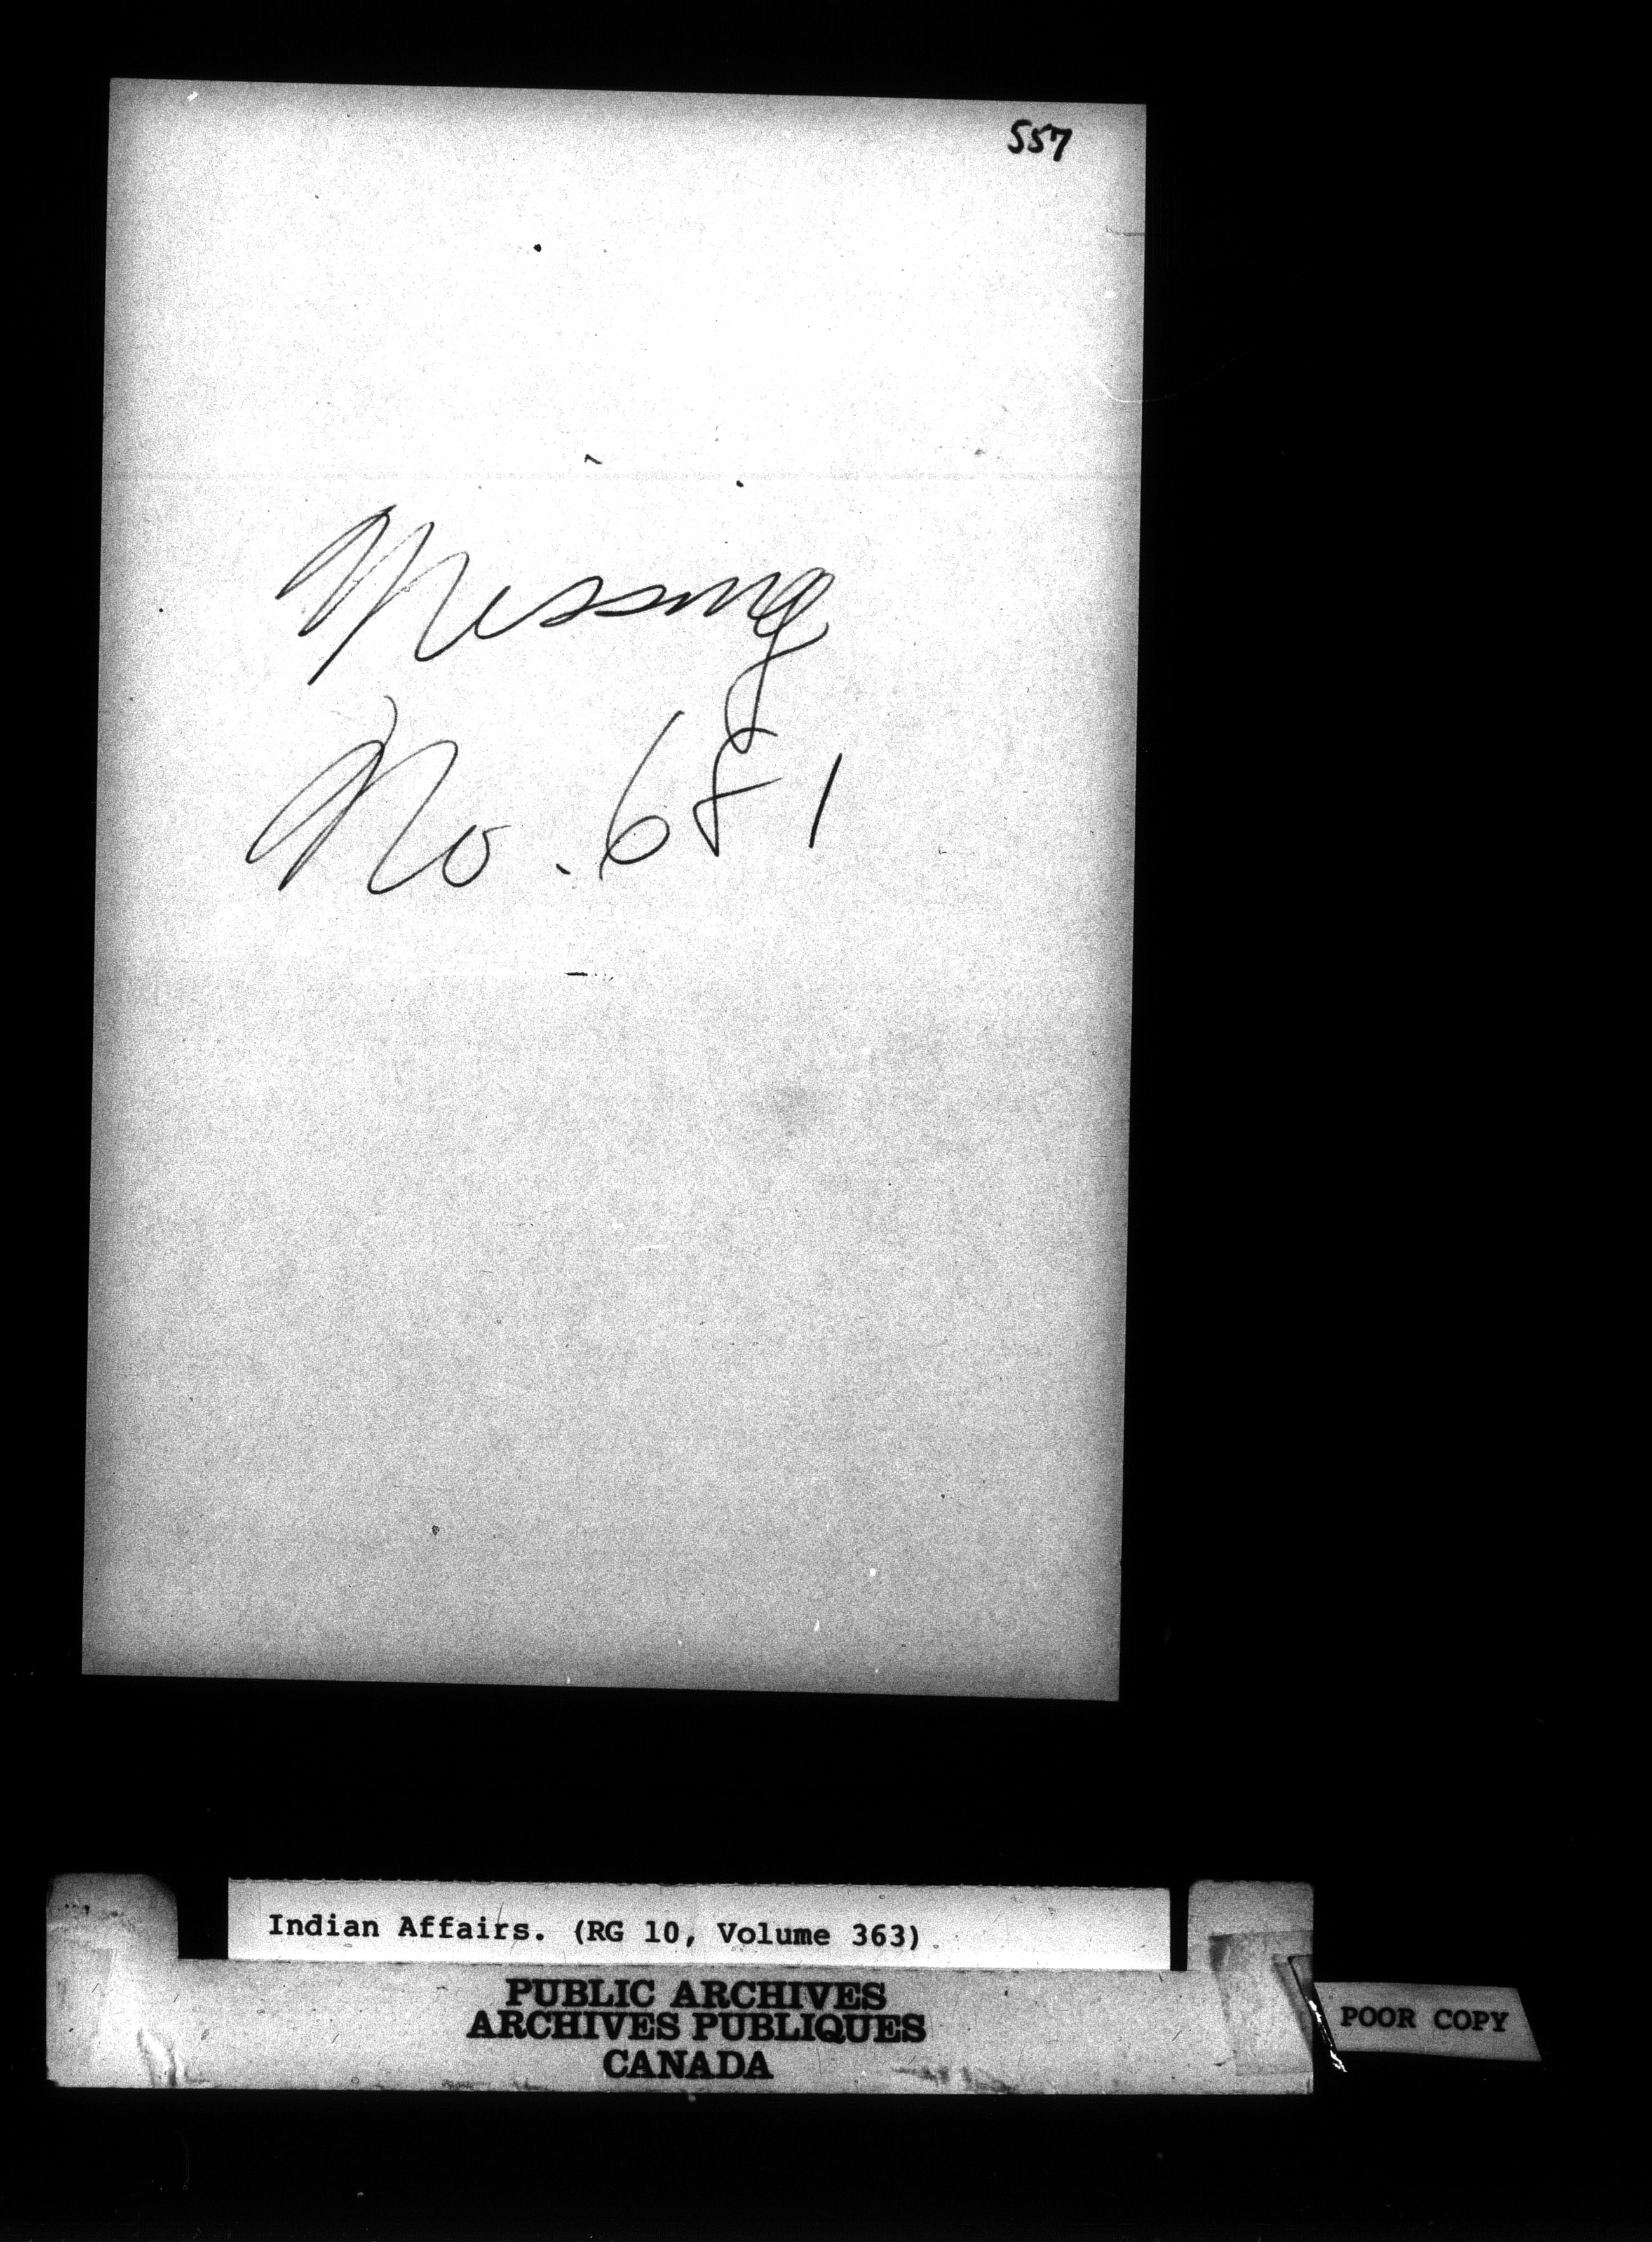 557
Missing
No. 681
Indian Affairs. (RG 10, Volume 363)
PUBLIC ARCHIVES
ARCHIVES PUBLIQUES
CANADA
POOR COPY